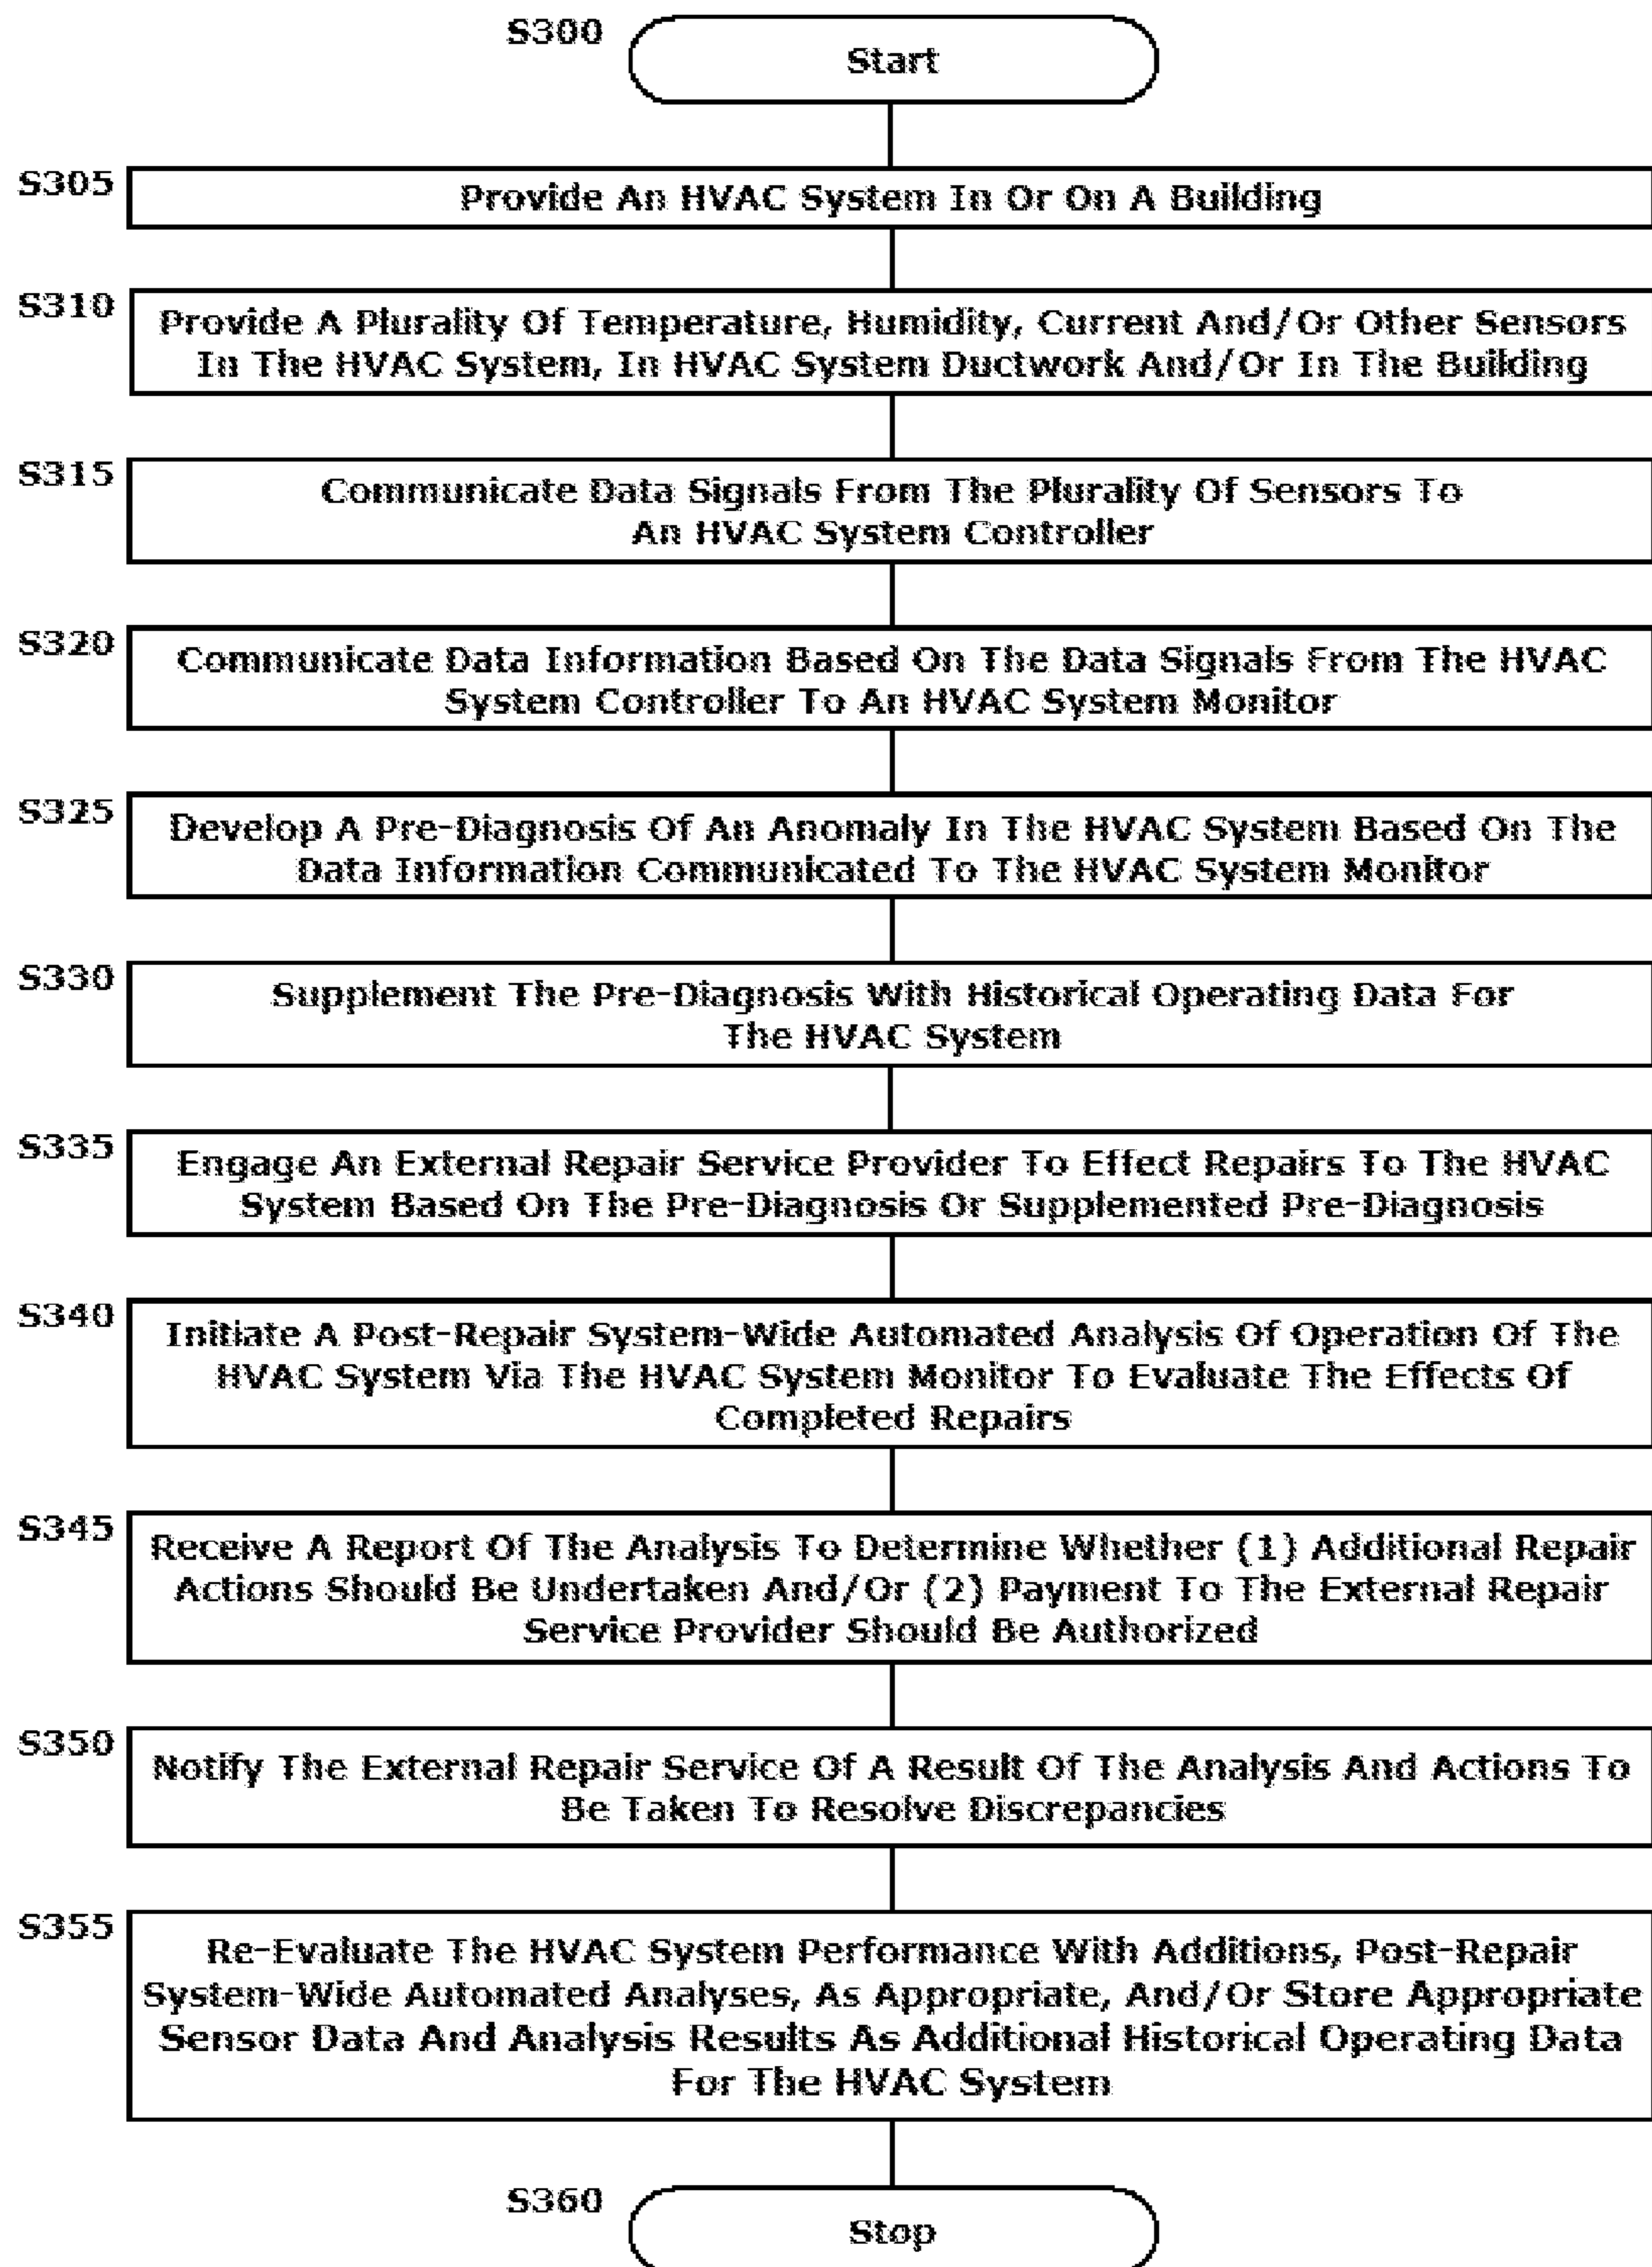 S300
Start
S305
Provide An HVAC System In Or On A Building
S310
Provide A Plurality Of Temperature, Humidity, Current And/Or Other Sensors
In The HVAC System, In HVAC System Ductwork And/Or In The Building
S315
Communicate Data Signals From The Plurality Of Sensors To
An HVAC System Controller
S320
Communicate Data Information Based On The Data Signals From The HVAC
System Controller To An HVAC System Monitor
S325
Develop A Pre-Diagnosis Of An Anomaly In The HVAC System Based On The
Data Information Communicated To The HVAC System Monitor
S330
Supplement The Pre-Diagnosis With Historical Operating Data For
The HVAC System
S335
Engage An External Repair Service Provider To Effect Repairs To The HVAC
System Based On The Pre-Diagnosis Or Supplemented Pre-Diagnosis
S340
Initiate A Post-Repair System-Wide Automated Analysis Of Operation Of The
HVAC System Via The HVAC System Monitor To Evaluate The Effects Of
Completed Repairs
S345
Receive A Report Of The Analysis To Determine Whether (1) Additional Repair
Actions Should Be Undertaken And/Or (2) Payment To The External Repair
Service Provider Should Be Authorized
S350
Notify The External Repair Service Of A Result Of The Analysis And Actions To
Be Taken To Resolve Discrepancies
S355
Re-Evaluate The HVAC System Performance With Additions, Post-Repair
System-Wide Automated Analyses, As Appropriate, And/Or Store Appropriate
Sensor Data And Analysis Results As Additional Historical Operating Data
For The HVAC System
S360
Stop